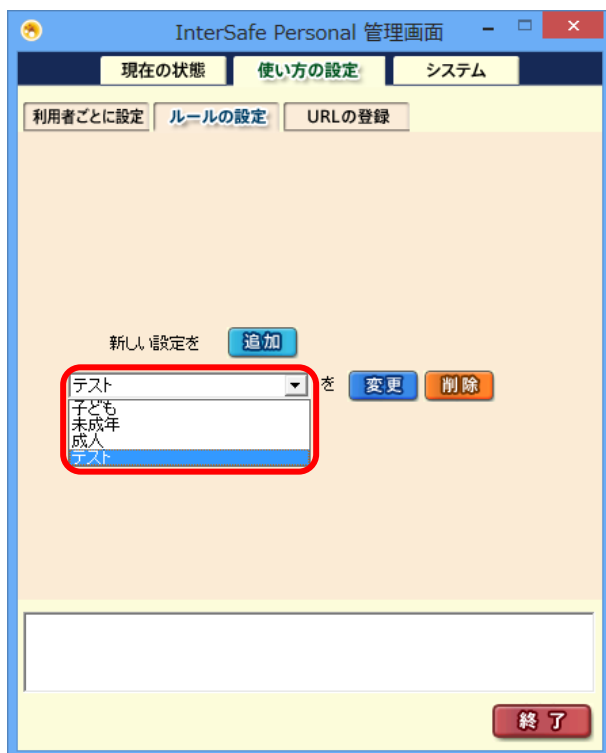 InterSafe Personal 管理画面
現在の状態 使い方の設定 システム
利用者ごとに設定 ルールの設定 URLの登録
新しい設定を 追加
テスト を 変更 削除
子ども
未成年
成人
テスト
終了